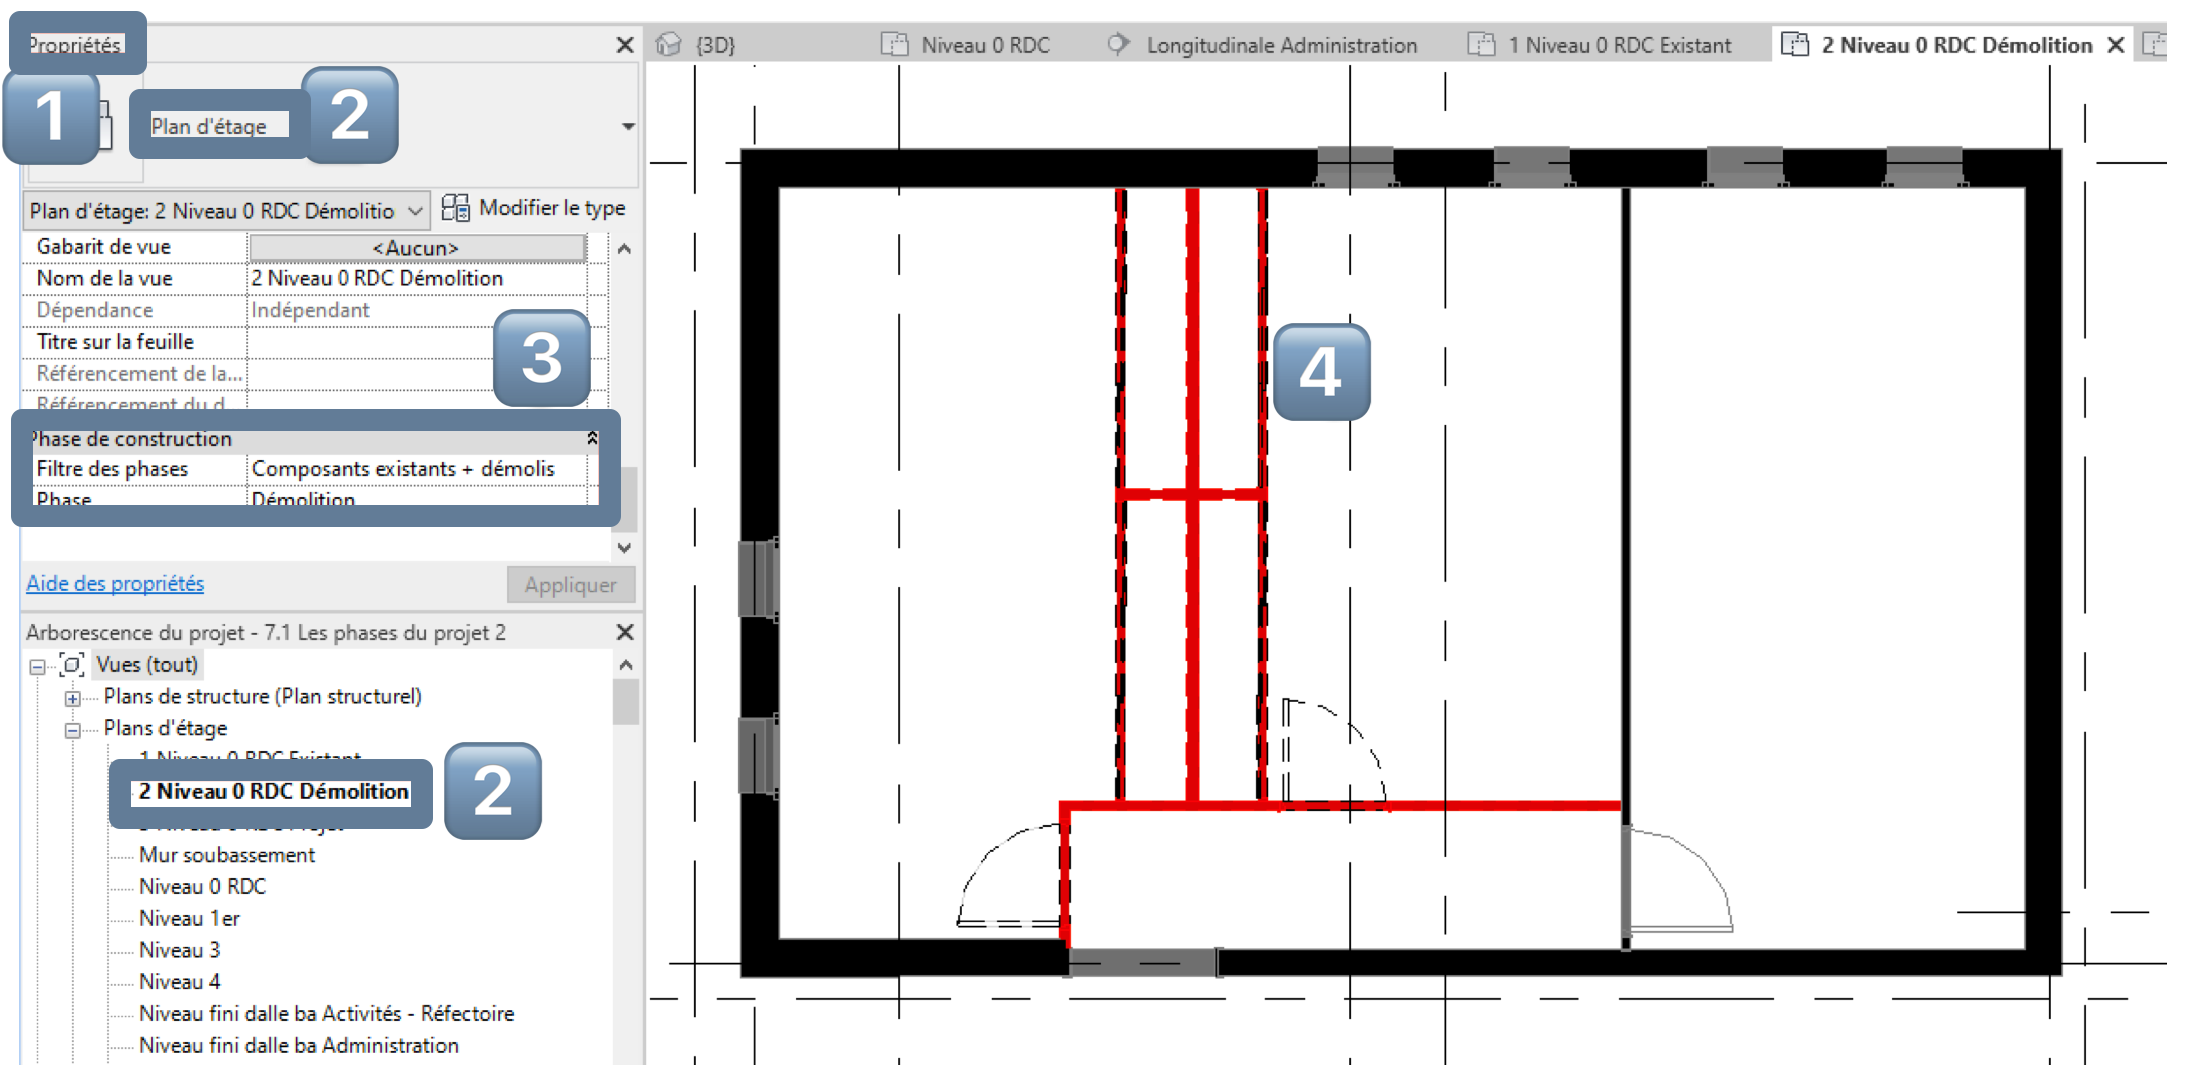 Propriétés
{3D}
Niveau 0 RDC
Longitudinale Administration
1 Niveau 0 RDC Existant
2 Niveau 0 RDC Démolition
1
Plan d'étage
2
Plan d'étage: 2 Niveau 0 RDC Démolitio
Modifier le type
Gabarit de vue
<Aucun>
Nom de la vue
2 Niveau 0 RDC Démolition
Dépendance
Indépendant
Titre sur la feuille
3
Référencement de la...
Référencement du d
Phase de construction
Filtre des phases
Composants existants + démolis
Phase
Démolition
4
Aide des propriétés
Appliquer
Arborescence du projet - 7.1 Les phases du projet 2
Vues (tout)
Plans de structure (Plan structurel)
Plans d'étage
1 Niveau 0 RDC Existant
2 Niveau 0 RDC Démolition
2
Mur soubassement
Niveau 0 RDC
Niveau 1er
Niveau 3
Niveau 4
Niveau fini dalle ba Activités - Réfectoire
Niveau fini dalle ba Administration